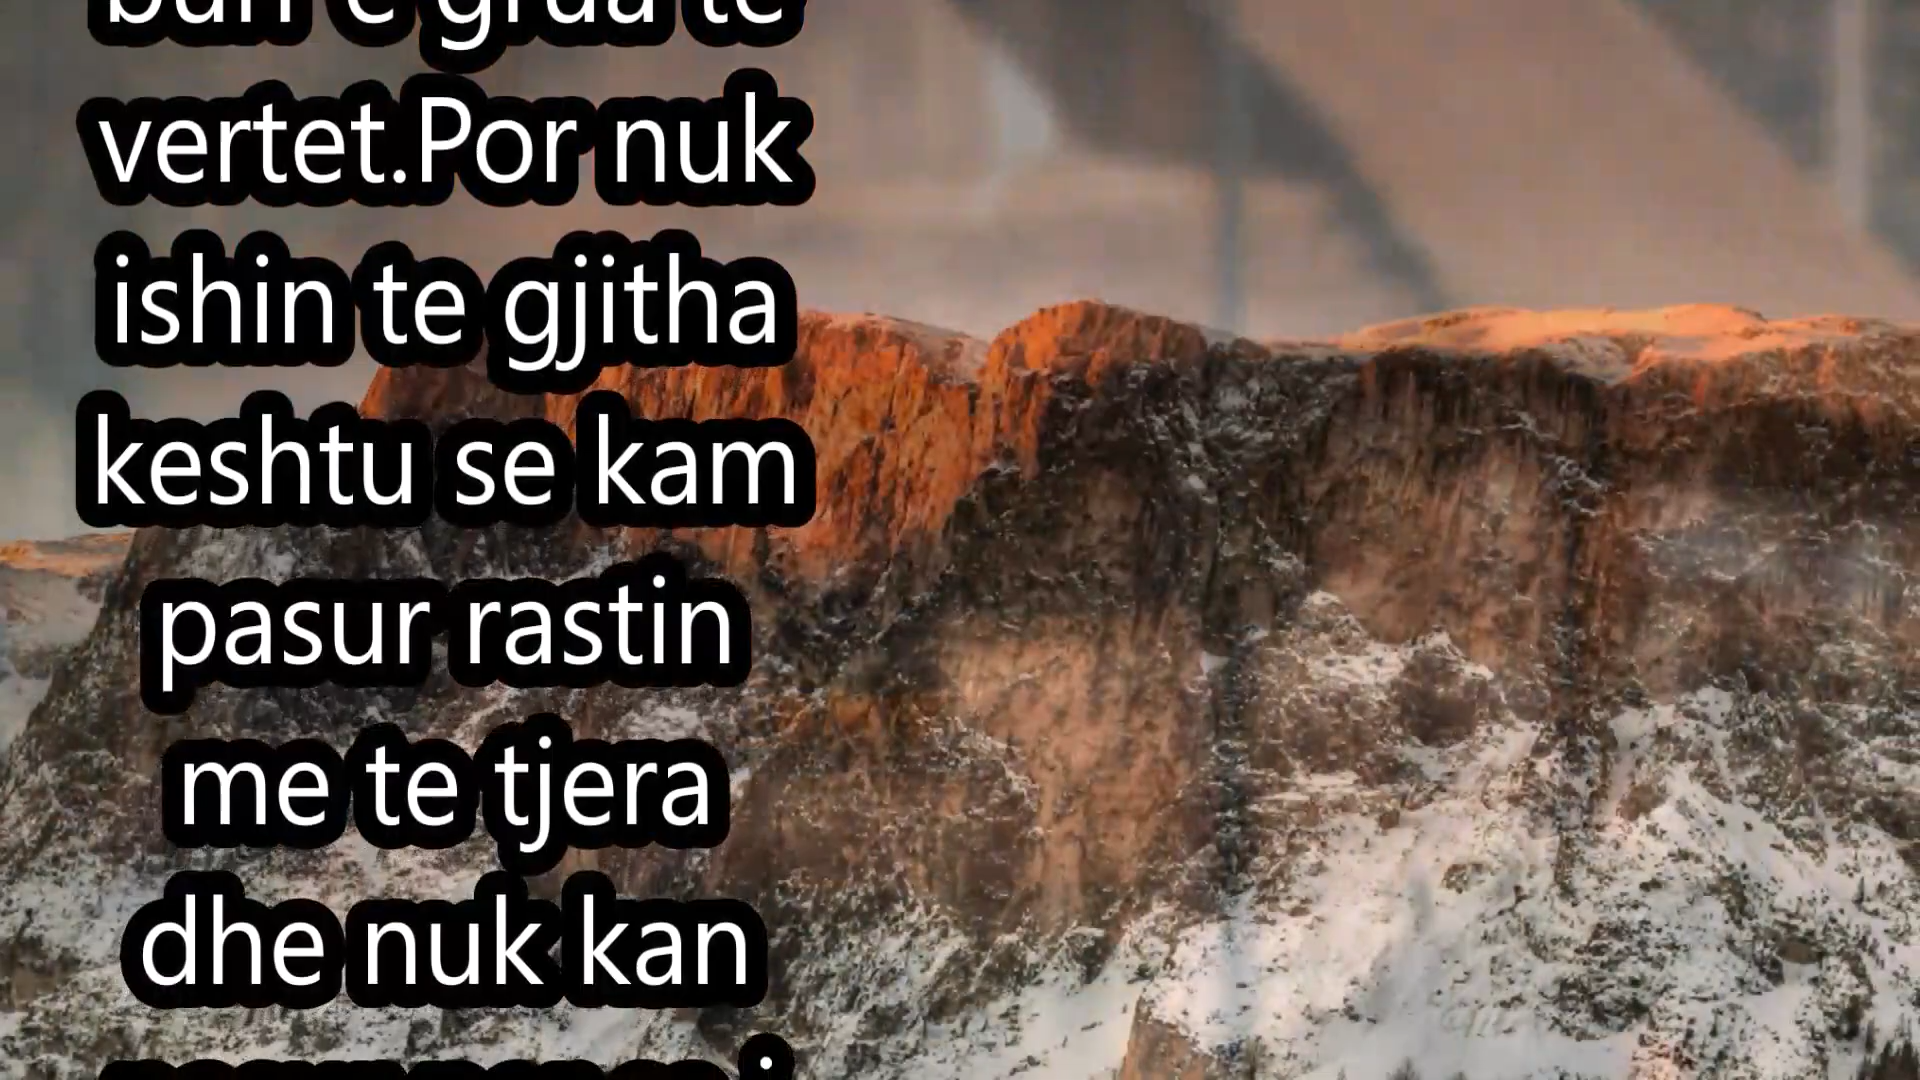 burr e grua te
vertet.Por nuk
ishin te gjitha
keshtu se kam
pasur rastin
me te tjera
dhe nuk kan